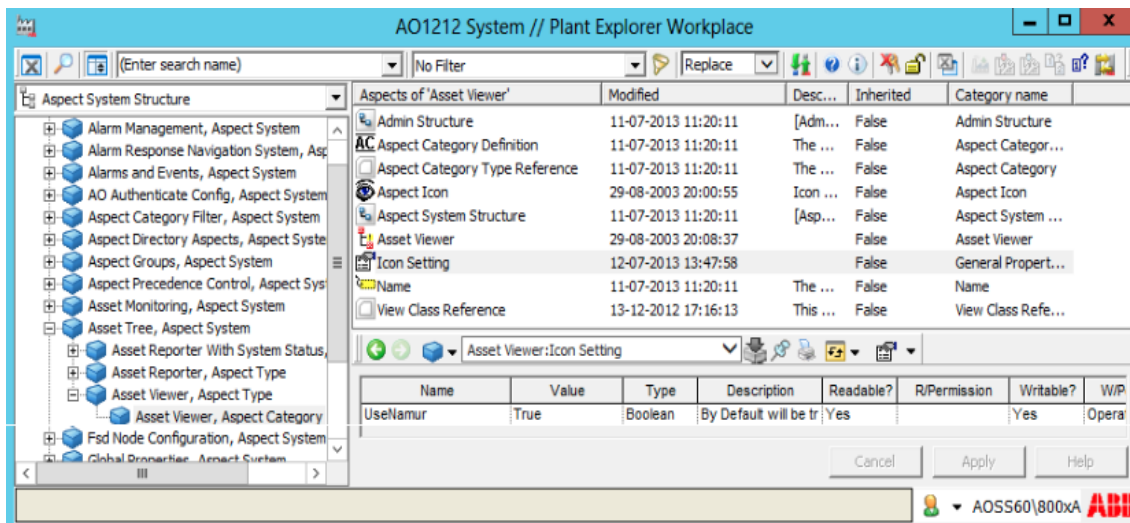 AO1212 System // Plant Explorer Workplace
(Enter search name) No Filter Replace
Aspect System Structure
Alarm Management, Aspect System
Alarm Response Navigation System, Asp
Alarms and Events, Aspect System
AO Authenticate Config, Aspect System
Aspect Category Filter, Aspect System
Aspect Directory Aspects, Aspect Syste
Aspect Groups, Aspect System
Aspect Precedence Control, Aspect Sys
Asset Monitoring, Aspect System
Asset Tree, Aspect System
Asset Reporter With System Status,
Asset Reporter, Aspect Type
Asset Viewer, Aspect Type
Asset Viewer, Aspect Category
Fsd Node Configuration, Aspect System
Global Properties, Aspect System
Aspects of 'Asset Viewer' Modified Desc... Inherited Category name
Admin Structure 11-07-2013 11:20:11 [Adm... False Admin Structure
AC Aspect Category Definition 11-07-2013 11:20:11 The ... False Aspect Categor...
Aspect Category Type Reference 11-07-2013 11:20:11 The ... False Aspect Category
Aspect Icon 29-08-2003 20:00:55 Icon ... False Aspect Icon
Aspect System Structure 11-07-2013 11:20:11 [Asp... False Aspect System ...
Asset Viewer 29-08-2003 20:08:37 False Asset Viewer
Icon Setting 12-07-2013 13:47:58 False General Propert...
Name 11-07-2013 11:20:11 The ... False Name
View Class Reference 13-12-2012 17:16:13 This ... False View Class Refe...
Asset Viewer:Icon Setting
Name Value Type Description Readable? R/Permission Writable? W/P
UseNamur True Boolean By Default will be tr Yes Yes Opera
Cancel Apply Help
AOSS60\800xA ABB